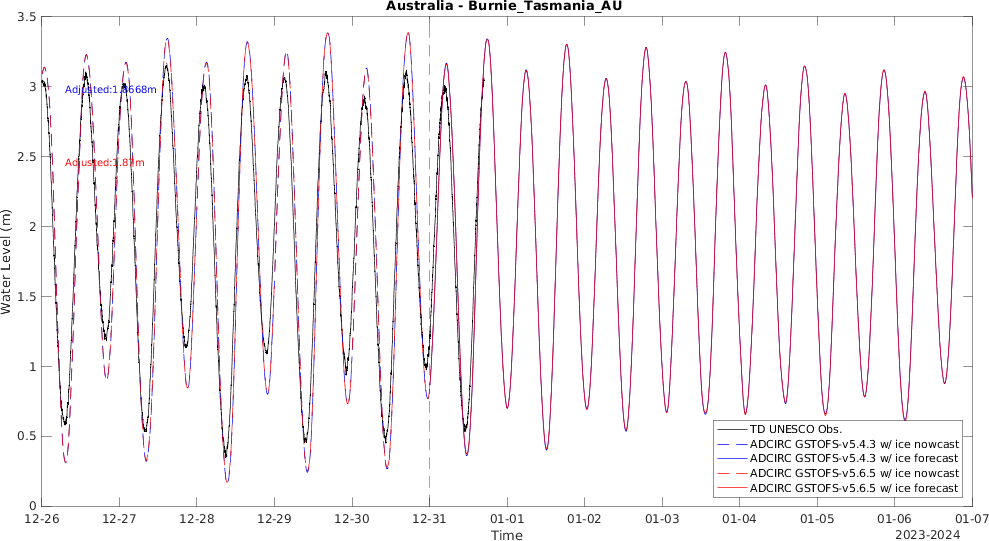 Australia - Burnie_Tasmania_AU
3.5
3
2.5
2
1.5
1
0.5
0
Water Level (m)
Adjusted:1.8668m
Adjusted:1.87m
TD UNESCO Obs.
ADCIRC GSTOFS-v5.4.3 w/ ice nowcast
ADCIRC GSTOFS-v5.4.3 w/ ice forecast
ADCIRC GSTOFS-v5.6.5 w/ ice nowcast
ADCIRC GSTOFS-v5.6.5 w/ ice forecast
12-26 12-27 12-28 12-29 12-30 12-31 01-01 01-02 01-03 01-04 01-05 01-06 01-07
Time
2023-2024